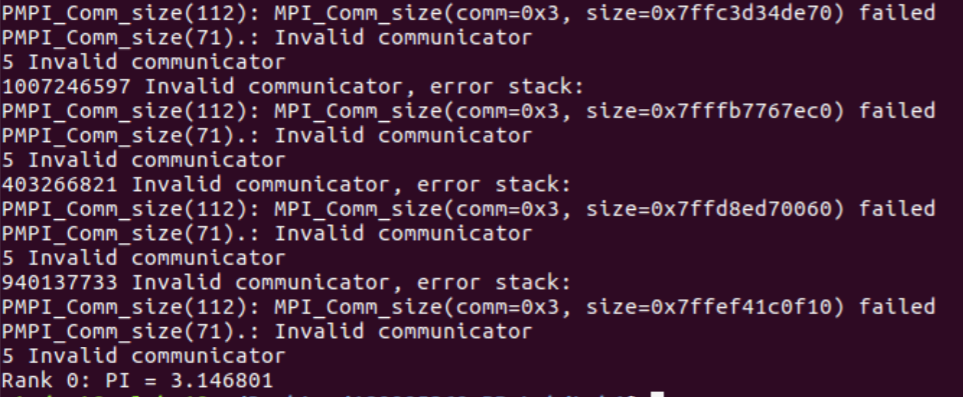 PMPI_Comm_size(112): MPI_Comm_size(comm=0x3, size=0x7ffc3d34de70) failed
PMPI_Comm_size(71).: Invalid communicator
5 Invalid communicator
1007246597 Invalid communicator, error stack:
PMPI_Comm_size(112): MPI_Comm_size(comm=0x3, size=0x7fffb7767ec0) failed
PMPI_Comm_size(71).: Invalid communicator
5 Invalid communicator
403266821 Invalid communicator, error stack:
PMPI_Comm_size(112): MPI_Comm_size(comm=0x3, size=0x7ffd8ed70060) failed
PMPI_Comm_size(71).: Invalid communicator
5 Invalid communicator
940137733 Invalid communicator, error stack:
PMPI_Comm_size(112): MPI_Comm_size(comm=0x3, size=0x7ffef41c0f10) failed
PMPI_Comm_size(71).: Invalid communicator
5 Invalid communicator
Rank 0: PI = 3.146801